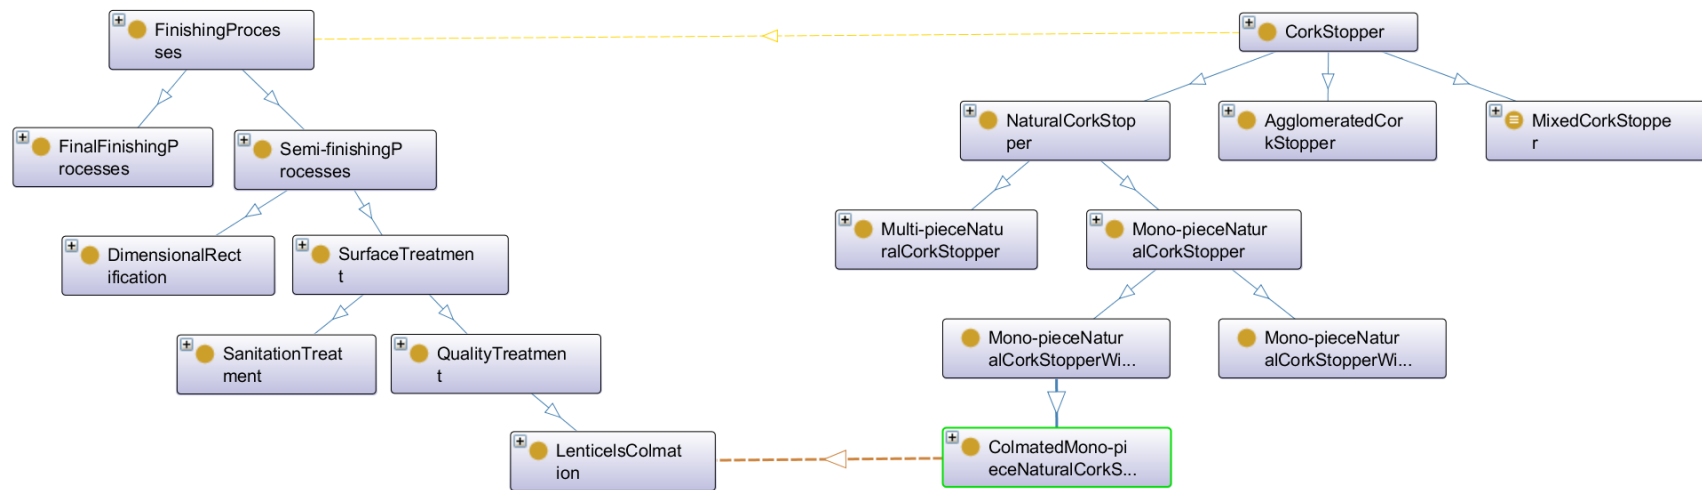 FinishingProces
ses
CorkStopper
NaturalCorkStop
per
AgglomeratedCor
kStopper
MixedCorkStoppe
r
FinalFinishingP
rocesses
Semi-finishingP
rocesses
Multi-pieceNatu
ralCorkStopper
Mono-pieceNatur
alCorkStopper
DimensionalRect
ification
SurfaceTreatmen
t
Mono-pieceNatur
alCorkStopperWi...
Mono-pieceNatur
alCorkStopperWi...
SanitationTreat
ment
QualityTreatmen
t
LenticelsColmat
ion
ColmatedMono-pi
eceNaturalCorkS...